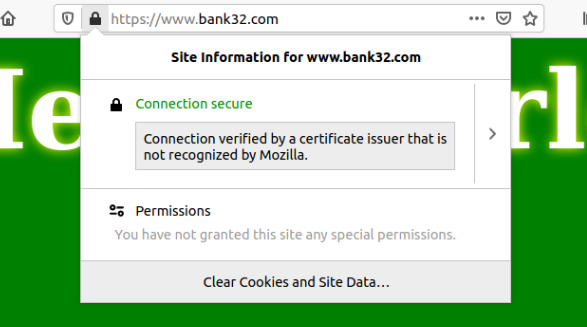 https://www.bank32.com
Site Information for www.bank32.com
Connection secure
Connection verified by a certificate issuer that is
not recognized by Mozilla.
Permissions
You have not granted this site any special permissions.
Clear Cookies and Site Data…